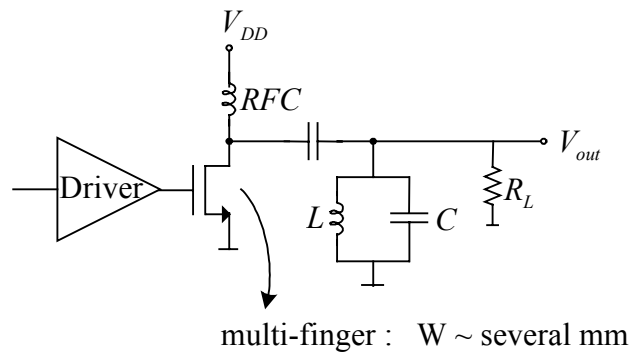 V_DD
RFC
V_out
Driver
R_L
L
C
multi-finger : W ~ several mm